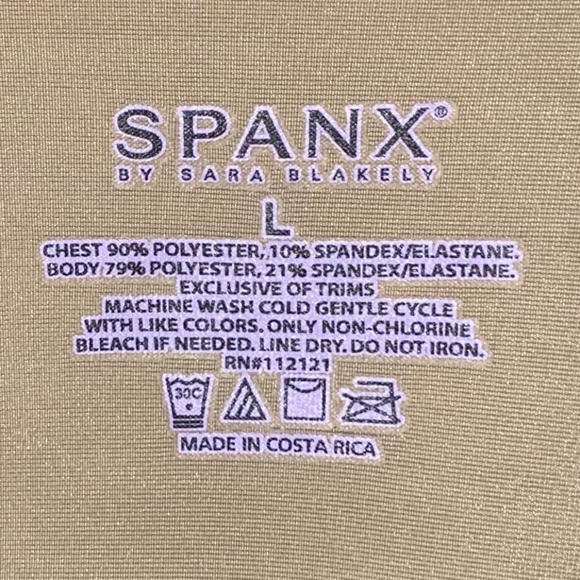 SPANX®
BY SARA BLAKELY
L
CHEST 90% POLYESTER, 10% SPANDEX/ELASTANE.
BODY 79% POLYESTER, 21% SPANDEX/ELASTANE.
EXCLUSIVE OF TRIMS
MACHINE WASH COLD GENTLE CYCLE
WITH LIKE COLORS. ONLY NON-CHLORINE
BLEACH IF NEEDED. LINE DRY. DO NOT IRON.
RN#112121
30C
MADE IN COSTA RICA